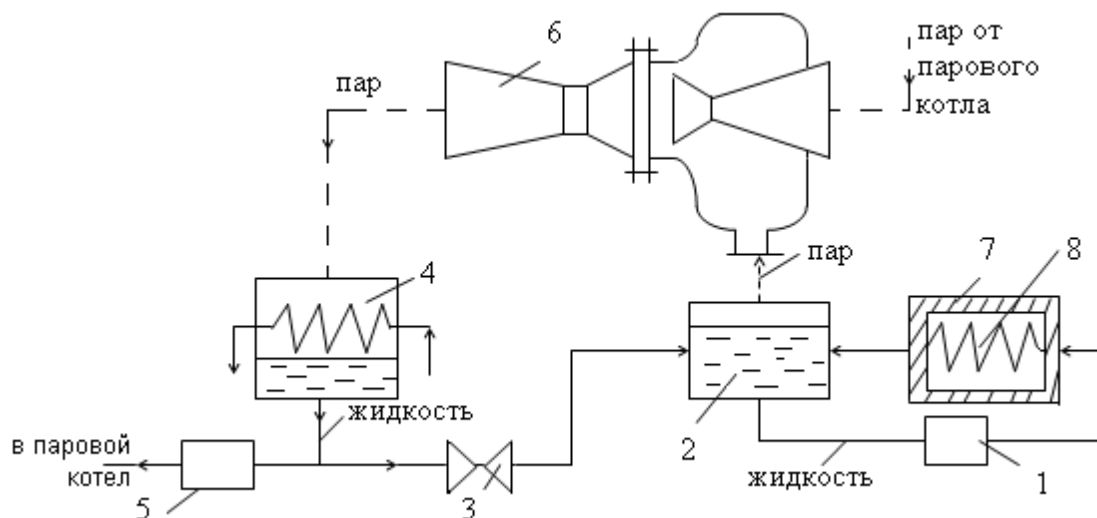 6
пар от
парового
котла
пар
4
пар
7
8
жидкость
2
в паровой
котел
5
3
жидкость
1